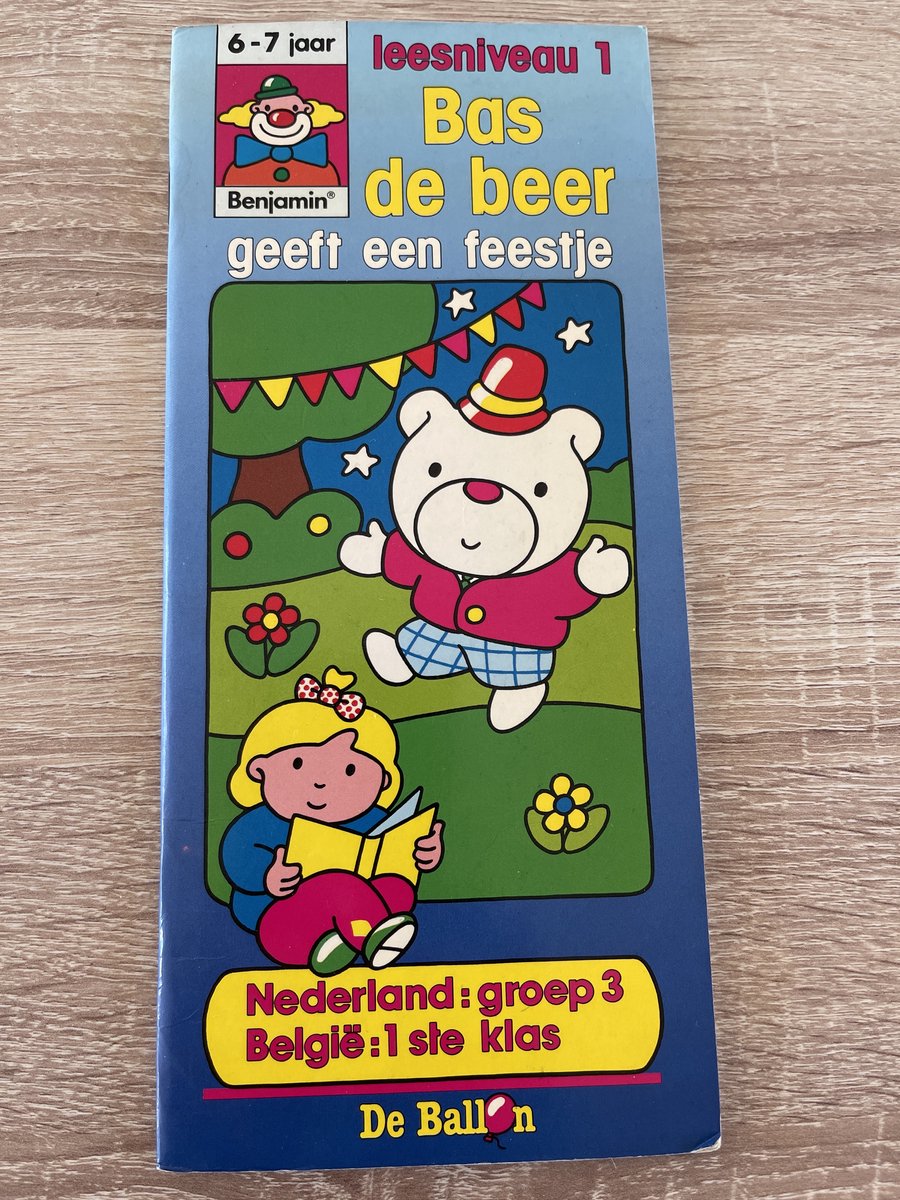 6-7 jaar
Benjamin®
leesniveau 1
Bas
de beer
geeft een feestje
Nederland: groep 3
België: 1 ste klas
De Ballon